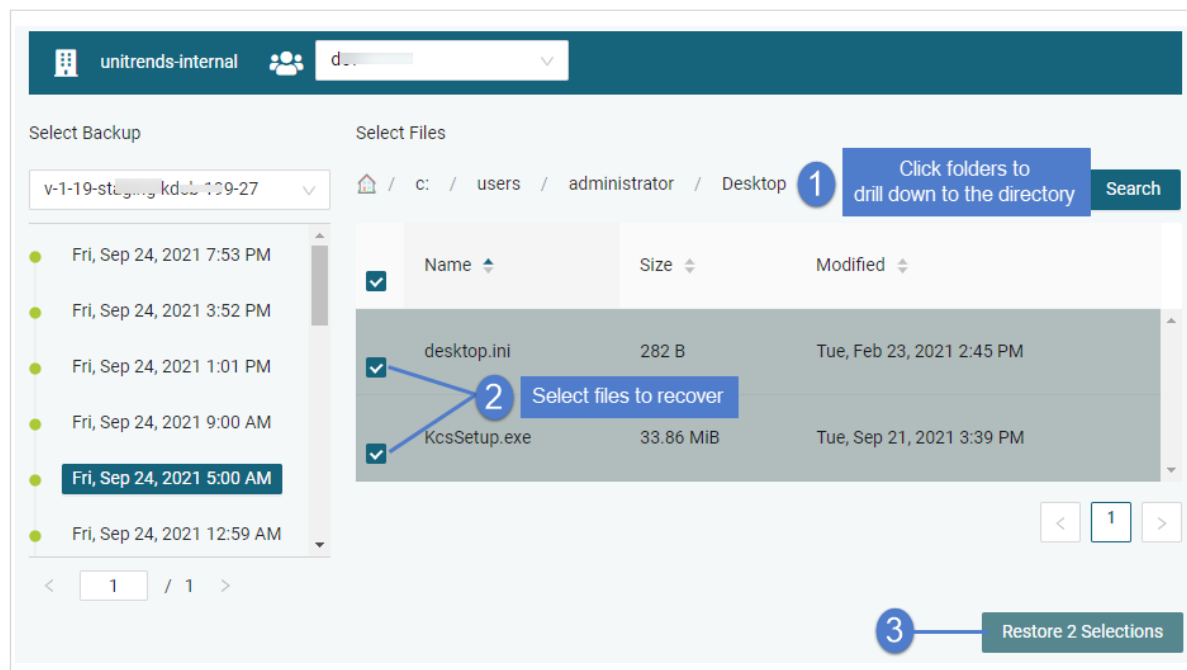 unitrends-internal
Select Backup
Select Files
c: / users / administrator / Desktop
1
Click folders to
drill down to the directory
Search
Fri, Sep 24, 2021 7:53 PM
Fri, Sep 24, 2021 3:52 PM
Fri, Sep 24, 2021 1:01 PM
Fri, Sep 24, 2021 9:00 AM
Fri, Sep 24, 2021 5:00 AM
Fri, Sep 24, 2021 12:59 AM
< 1 / 1 >
Name Size Modified
desktop.ini 282 B Tue, Feb 23, 2021 2:45 PM
2 Select files to recover
KcsSetup.exe 33.86 MiB Tue, Sep 21, 2021 3:39 PM
< 1 >
3 Restore 2 Selections